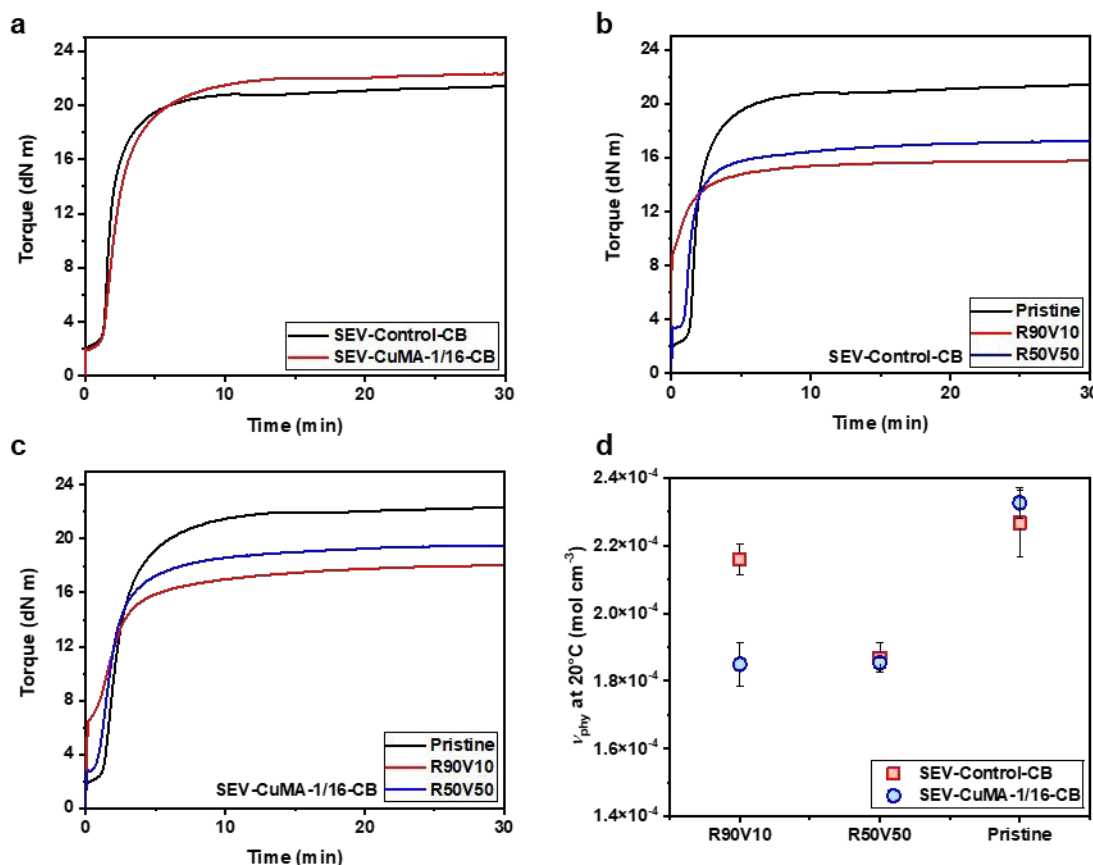 a
24
20
16
12
8
4
0
Torque (dN m)
SEV-Control-CB
SEV-CuMA-1/16-CB
0 5 10 15 20 25 30
Time (min)
b
24
20
16
12
8
4
0
Torque (dN m)
Pristine
R90V10
R50V50
SEV-Control-CB
0 10 20 30
Time (min)
c
24
20
16
12
8
4
0
Torque (dN m)
Pristine
R90V10
R50V50
SEV-CuMA-1/16-CB
0 10 20 30
Time (min)
d
2.4×10⁻⁴
2.2×10⁻⁴
2.0×10⁻⁴
1.8×10⁻⁴
1.6×10⁻⁴
1.4×10⁻⁴
νphy at 20°C (mol cm⁻³)
SEV-Control-CB
SEV-CuMA-1/16-CB
R90V10 R50V50 Pristine